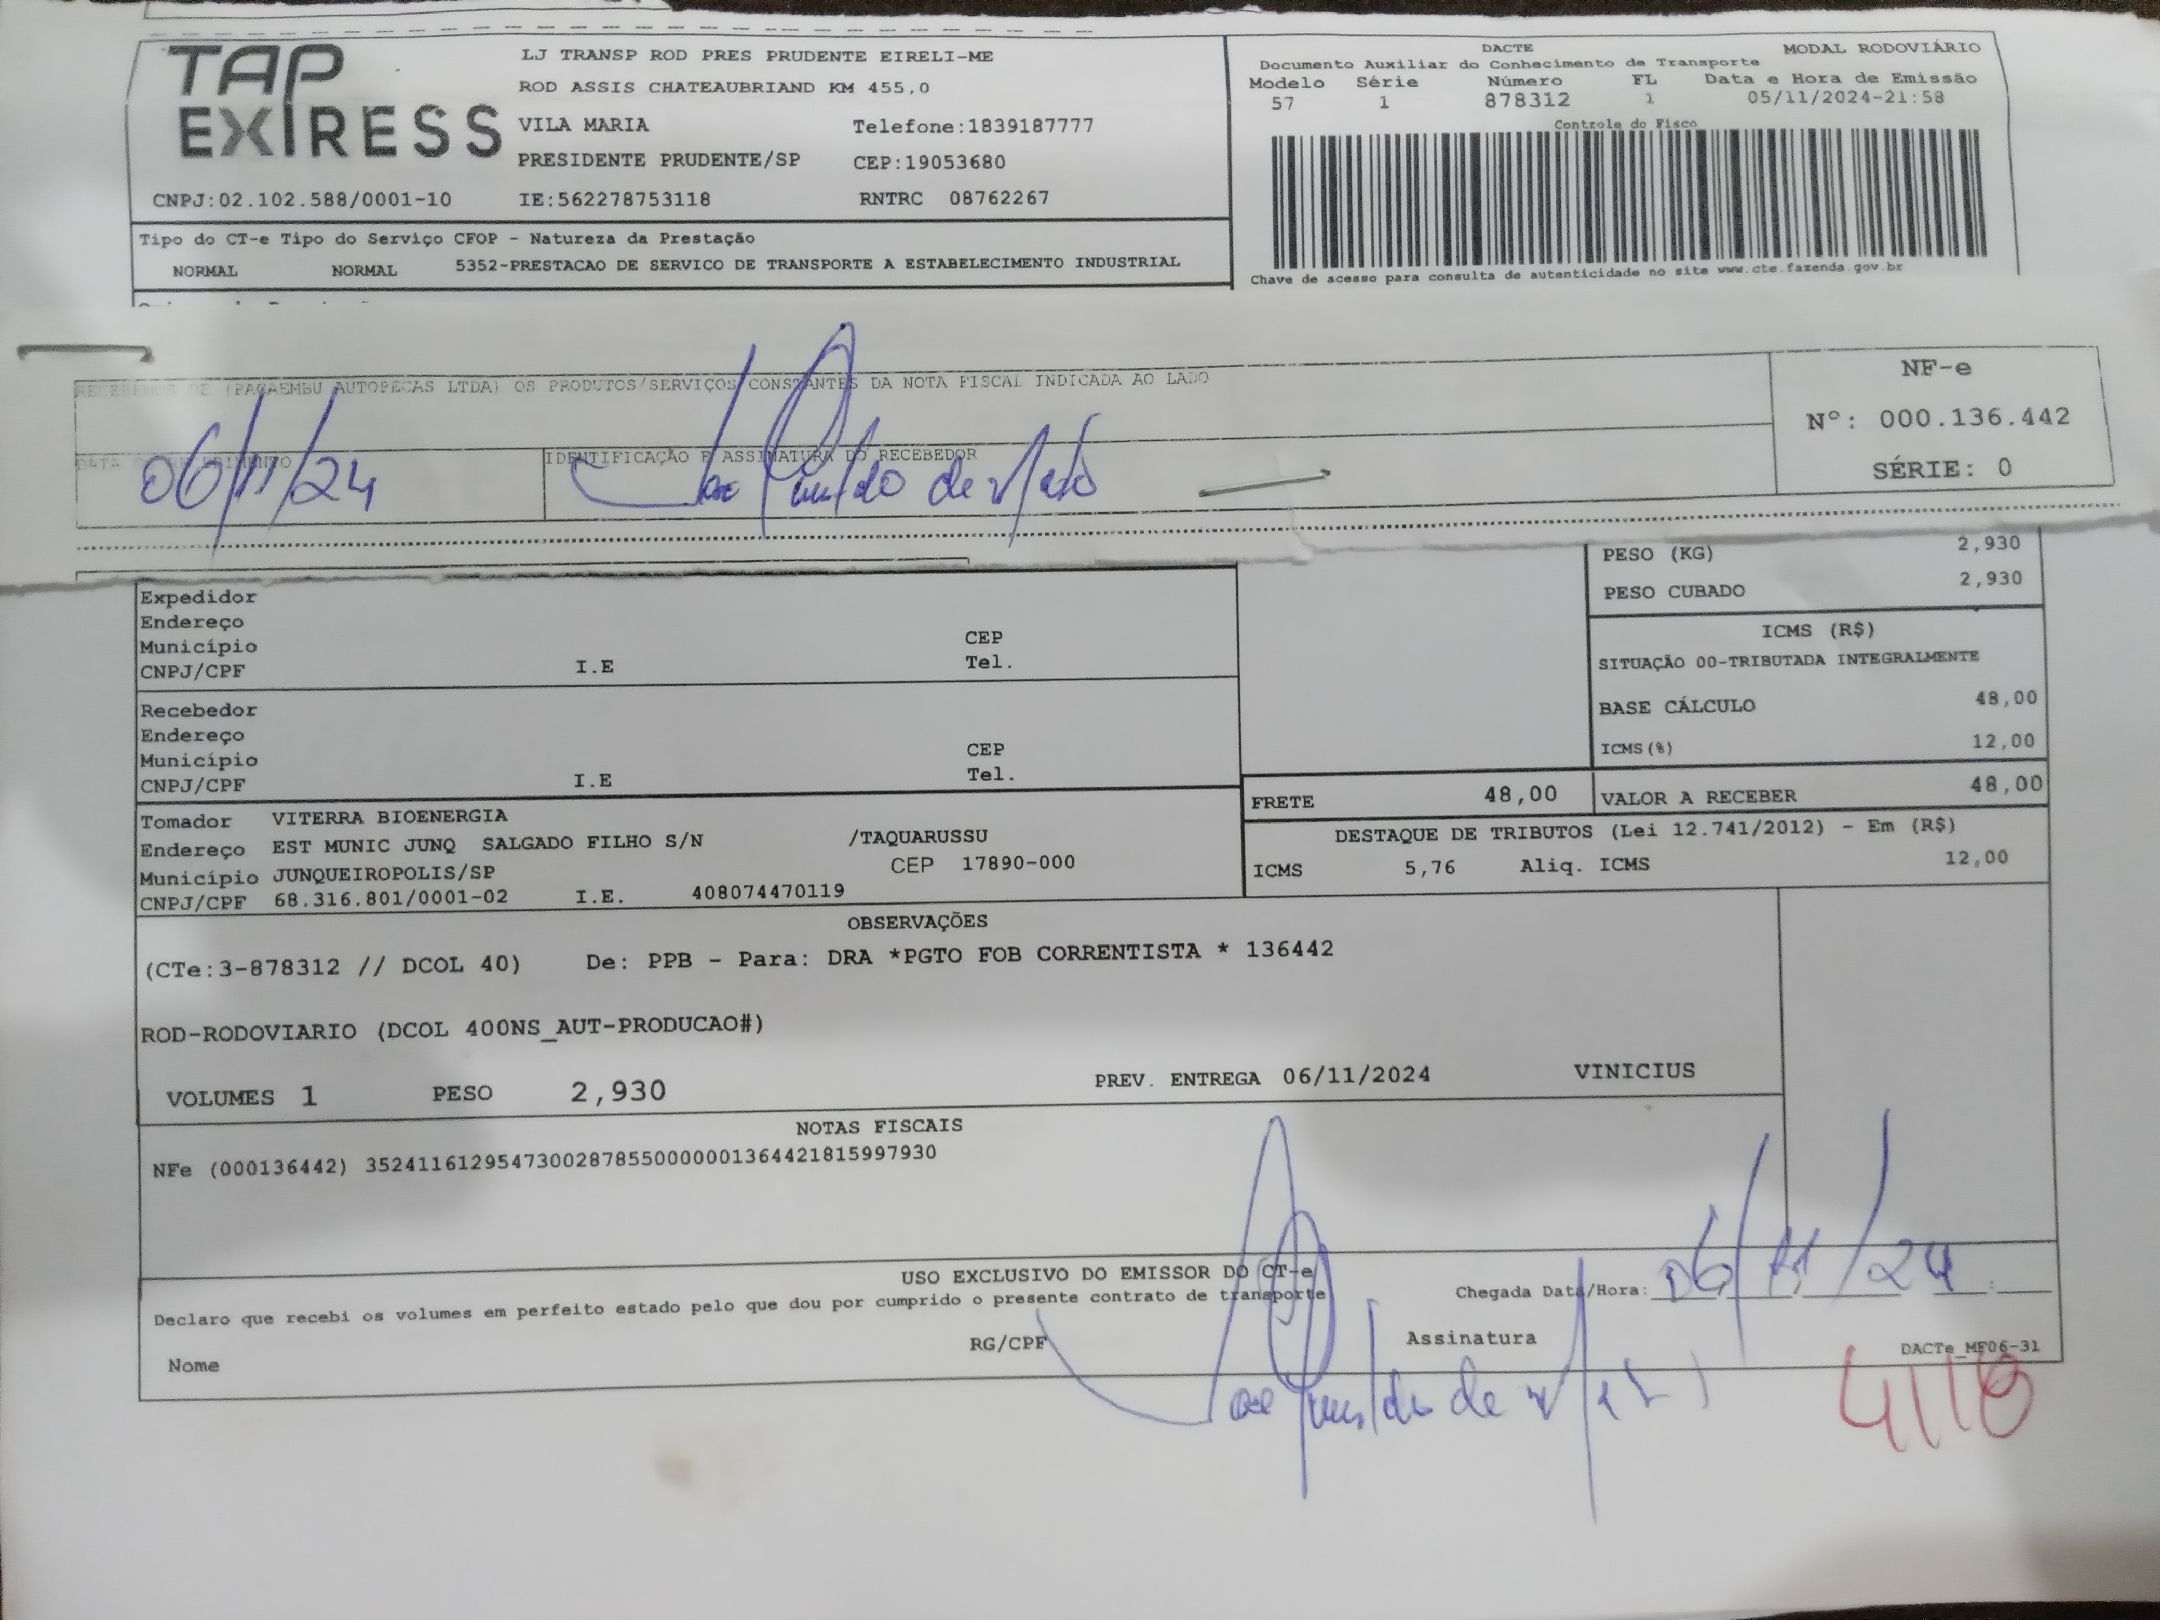 TAP EXPRESS
LJ TRANSP ROD PRES PRUDENTE EIRELI-ME
ROD ASSIS CHATEAUBRIAND KM 455,0
VILA MARIA Telefone:1839187777
PRESIDENTE PRUDENTE/SP CEP:19053680
CNPJ:02.102.588/0001-10 IE:562278753118 RNTRC 08762267
DACTE MODAL RODOVIÁRIO
Documento Auxiliar do Conhecimento de Transporte
Modelo Série Número FL Data e Hora de Emissão
57 1 878312 1 05/11/2024-21:58
Controle do Fisco
Chave de acesso para consulta de autenticidade no site www.cte.fazenda.gov.br
Tipo do CT-e Tipo do Serviço CFOP - Natureza da Prestação
NORMAL NORMAL 5352-PRESTACAO DE SERVICO DE TRANSPORTE A ESTABELECIMENTO INDUSTRIAL
RECEBEMOS DE (PACAEMBU AUTOPECAS LTDA) OS PRODUTOS/SERVIÇOS CONSTANTES DA NOTA FISCAL INDICADA AO LADO
NF-e
Nº: 000.136.442
SÉRIE: 0
DATA DE RECEBIMENTO IDENTIFICAÇÃO E ASSINATURA DO RECEBEDOR
06/11/24
PESO (KG) 2,930
PESO CUBADO 2,930
ICMS (R$)
SITUAÇÃO 00-TRIBUTADA INTEGRALMENTE
BASE CÁLCULO 48,00
ICMS(%) 12,00
Expedidor
Endereço
Município CEP
CNPJ/CPF I.E Tel.
Recebedor
Endereço
Município CEP
CNPJ/CPF I.E Tel.
FRETE 48,00 VALOR A RECEBER 48,00
DESTAQUE DE TRIBUTOS (Lei 12.741/2012) - Em (R$)
ICMS 5,76 Aliq. ICMS 12,00
Tomador VITERRA BIOENERGIA
Endereço EST MUNIC JUNQ SALGADO FILHO S/N /TAQUARUSSU
Município JUNQUEIROPOLIS/SP CEP 17890-000
CNPJ/CPF 68.316.801/0001-02 I.E. 408074470119
OBSERVAÇÕES
(CTe:3-878312 // DCOL 40) De: PPB - Para: DRA *PGTO FOB CORRENTISTA * 136442
ROD-RODOVIARIO (DCOL 400NS_AUT-PRODUCAO#)
VOLUMES 1 PESO 2,930 PREV. ENTREGA 06/11/2024 VINICIUS
NOTAS FISCAIS
NFe (000136442) 35241161295473002878550000001364421815997930
USO EXCLUSIVO DO EMISSOR DO CT-e
Declaro que recebi os volumes em perfeito estado pelo que dou por cumprido o presente contrato de transporte
Chegada Data/Hora: 06/11/24 :
Nome RG/CPF Assinatura
DACTe_MF06-31